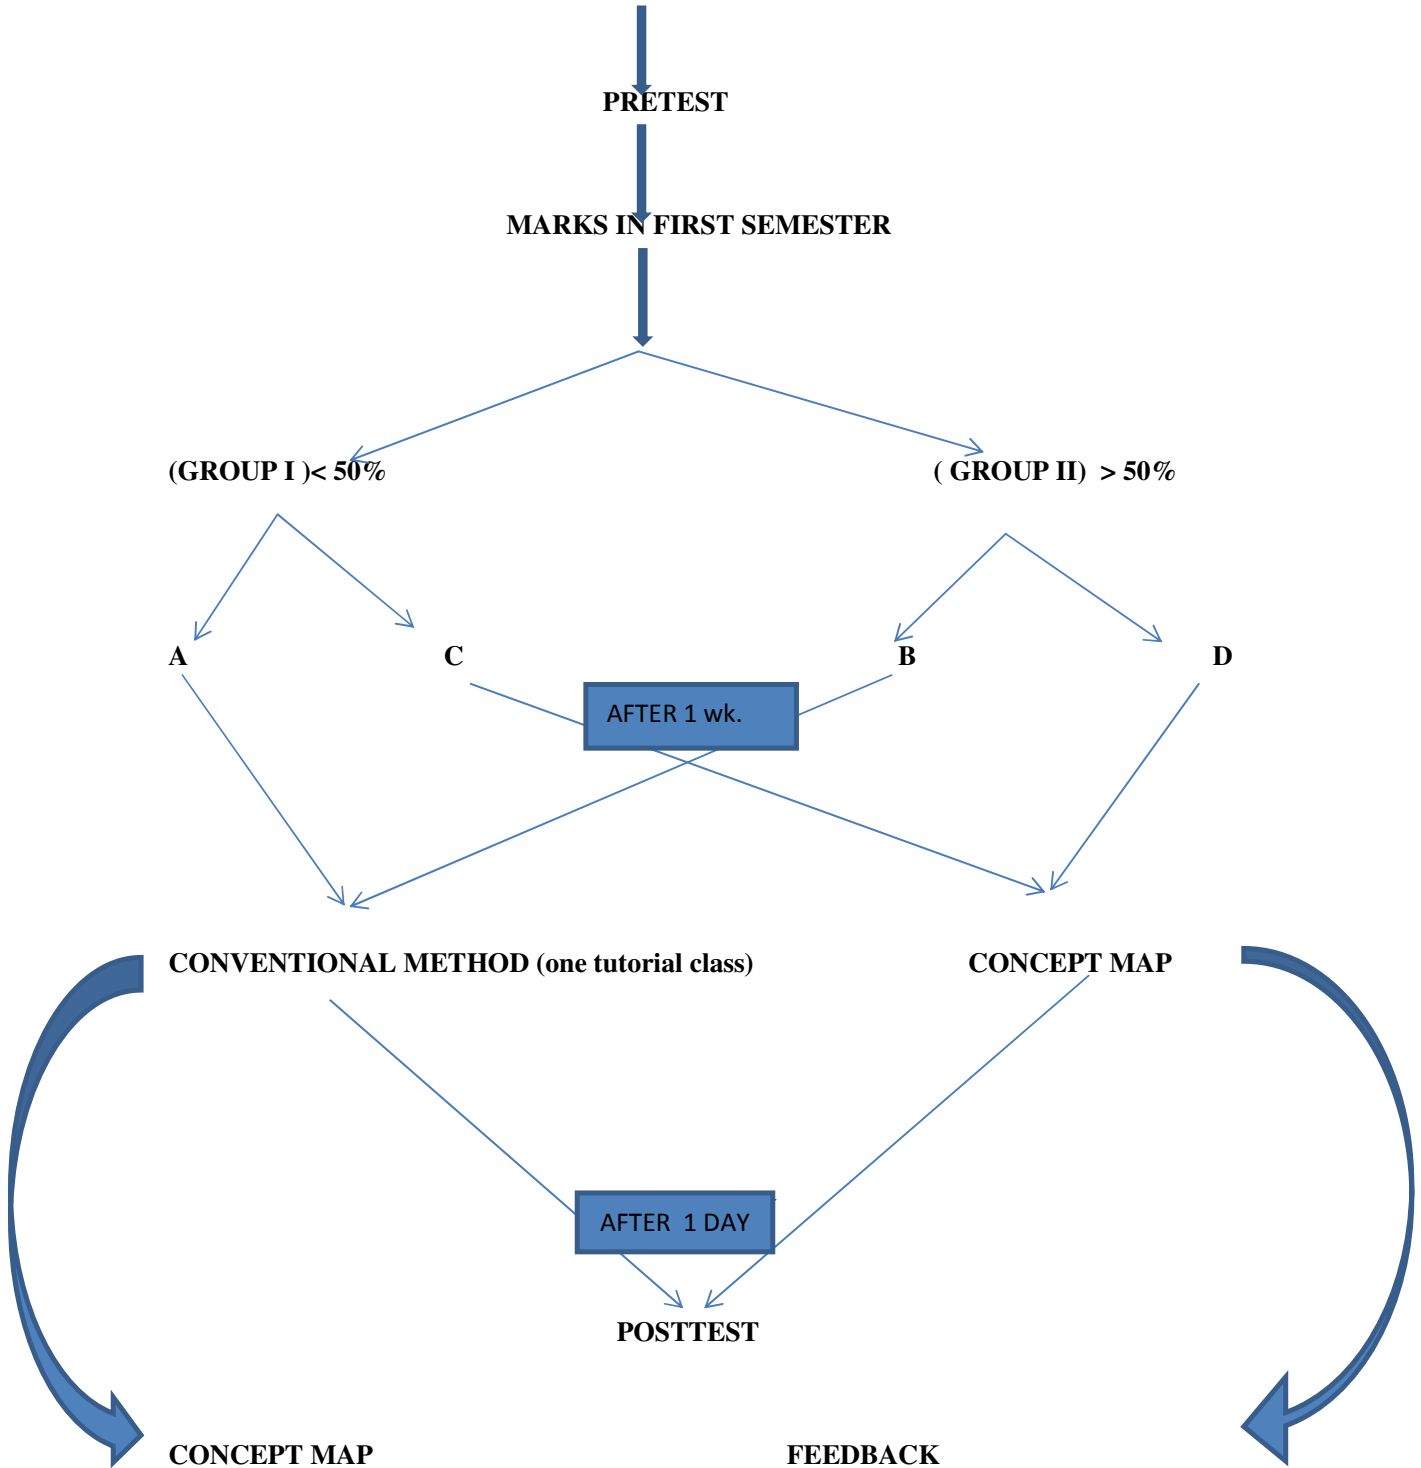 PRETEST
MARKS IN FIRST SEMESTER
(GROUP I )< 50%
( GROUP II)  > 50%
A
C
B
D
AFTER 1 wk.
CONVENTIONAL METHOD (one tutorial class)
CONCEPT MAP
AFTER  1 DAY
POSTTEST
CONCEPT MAP
FEEDBACK